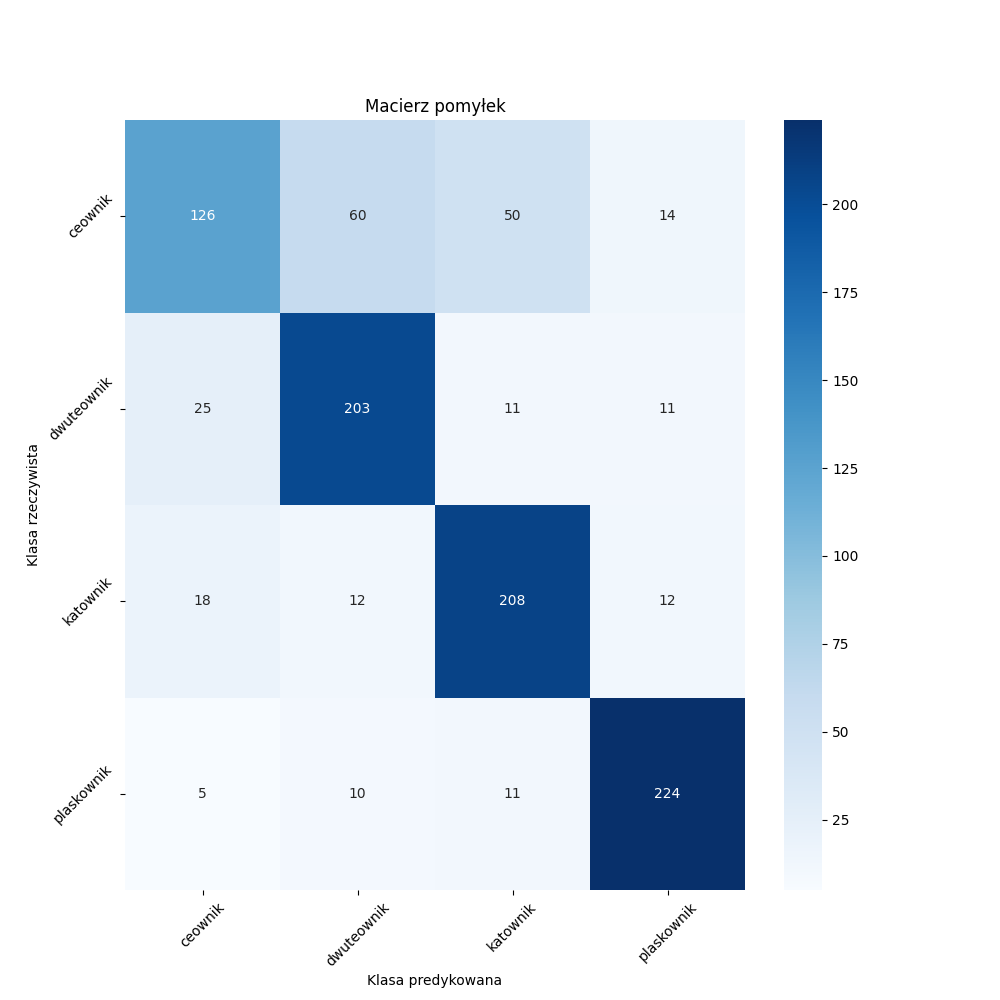 Macierz pomyłek
Klasa rzeczywista
ceownik
126 60 50 14
dwuteownik
25 203 11 11
katownik
18 12 208 12
plaskownik
5 10 11 224
ceownik dwuteownik katownik plaskownik
Klasa predykowana
200
175
150
125
100
75
50
25